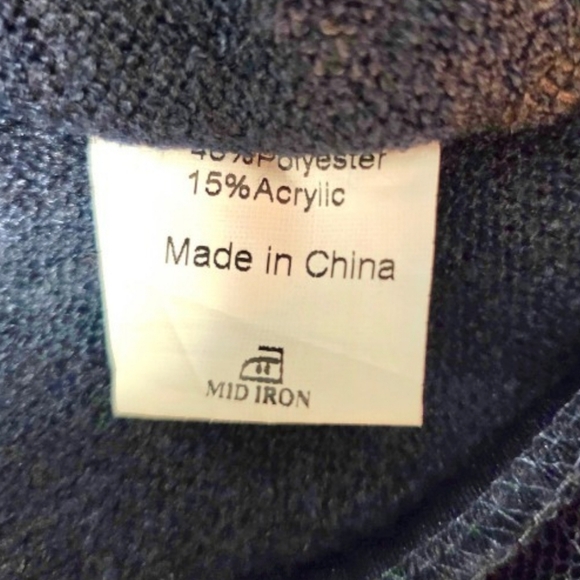 Polyester
15%Acrylic
Made in China
MID IRON